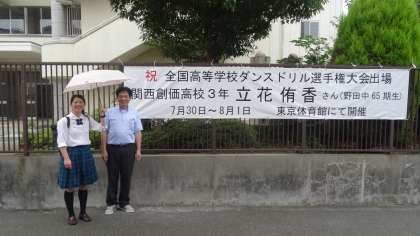 祝 全国高等学校ダンスドリル選手権大会出場
関西創価高校3年 立花侑香さん(野田中65期生)
7月30日～8月1日 東京体育館にて開催